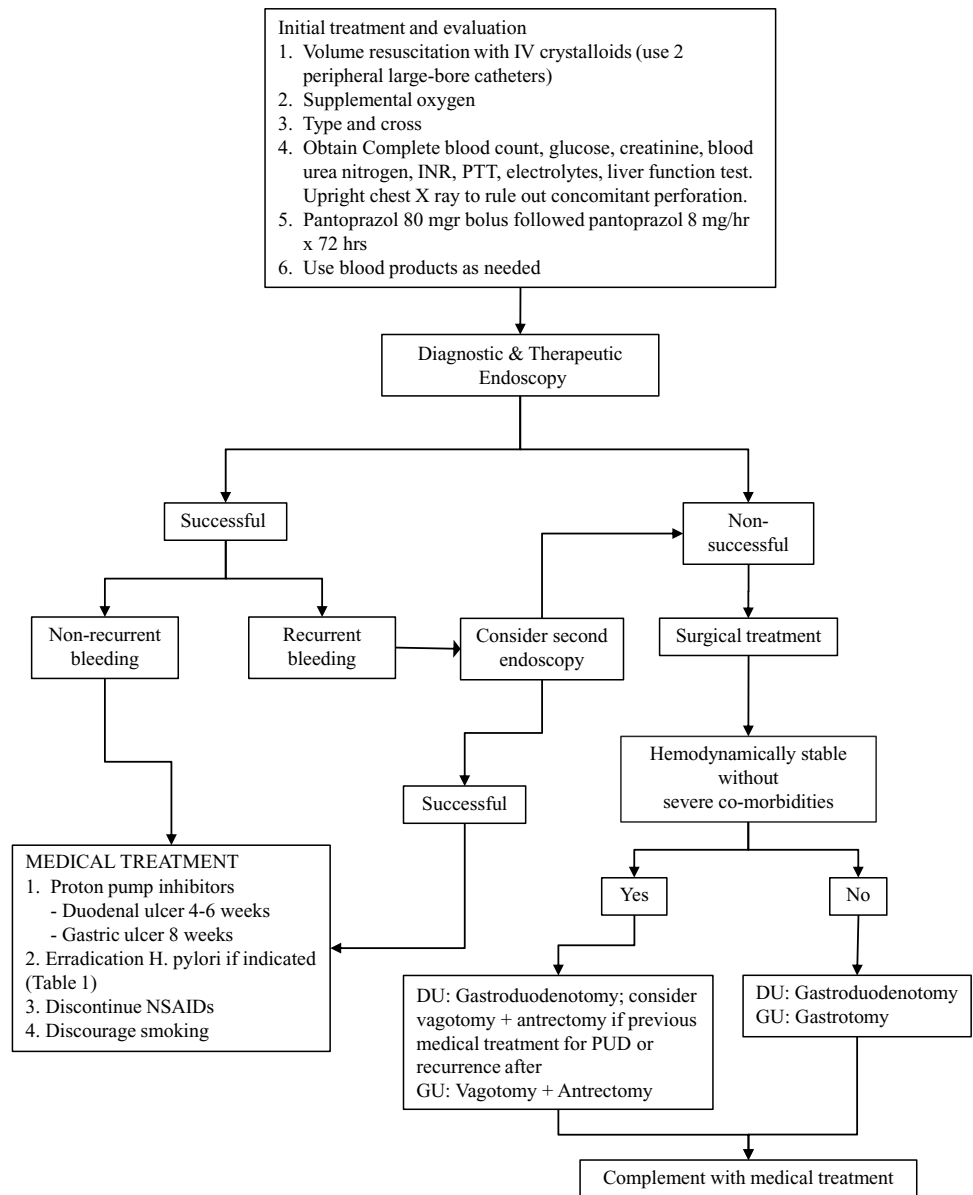 Initial treatment and evaluation
1. Volume resuscitation with IV crystalloids (use 2
peripheral large-bore catheters)
2. Supplemental oxygen
3. Type and cross
4. Obtain Complete blood count, glucose, creatinine, blood
urea nitrogen, INR, PTT, electrolytes, liver function test.
Upright chest X ray to rule out concomitant perforation.
5. Pantoprazol 80 mgr bolus followed pantoprazol 8 mg/hr
x 72 hrs
6. Use blood products as needed
Diagnostic & Therapeutic
Endoscopy
Successful
Non-
successful
Non-recurrent
bleeding
Recurrent
bleeding
Consider second
endoscopy
Surgical treatment
Successful
Hemodynamically stable
without
severe co-morbidities
MEDICAL TREATMENT
1. Proton pump inhibitors
- Duodenal ulcer 4-6 weeks
- Gastric ulcer 8 weeks
2. Erradication H. pylori if indicated
(Table 1)
3. Discontinue NSAIDs
4. Discourage smoking
Yes
No
DU: Gastroduodenotomy; consider
vagotomy + antrectomy if previous
medical treatment for PUD or
recurrence after
GU: Vagotomy + Antrectomy
DU: Gastroduodenotomy
GU: Gastrotomy
Complement with medical treatment